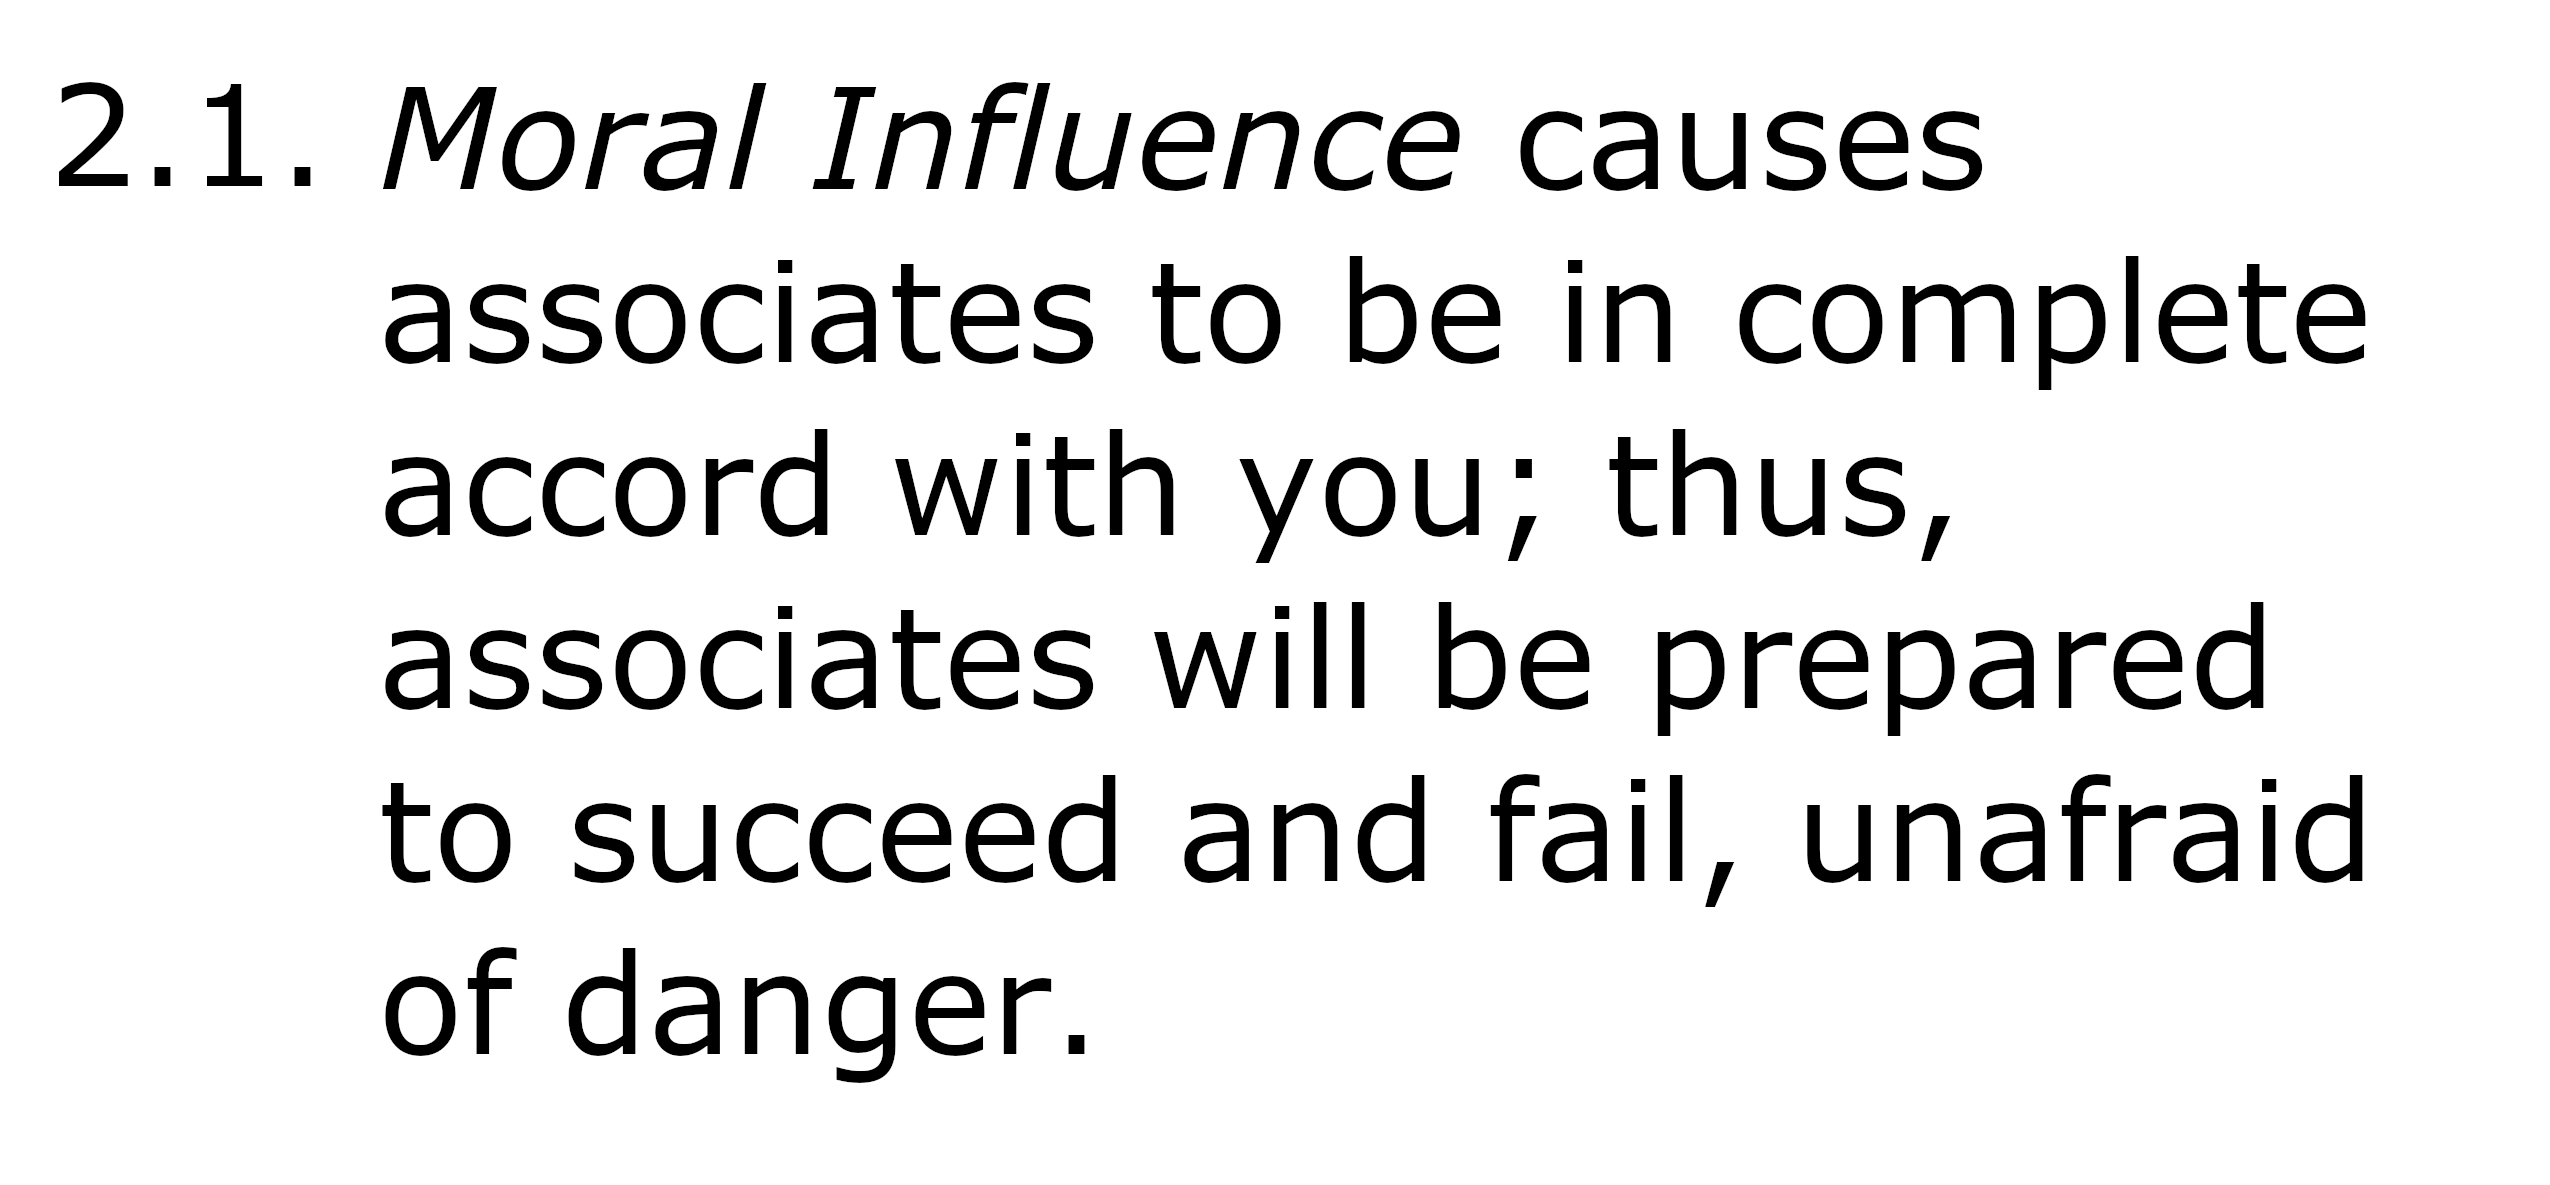 2.1. Moral Influence causes
associates to be in complete
accord with you; thus,
associates will be prepared
to succeed and fail, unafraid
of danger.